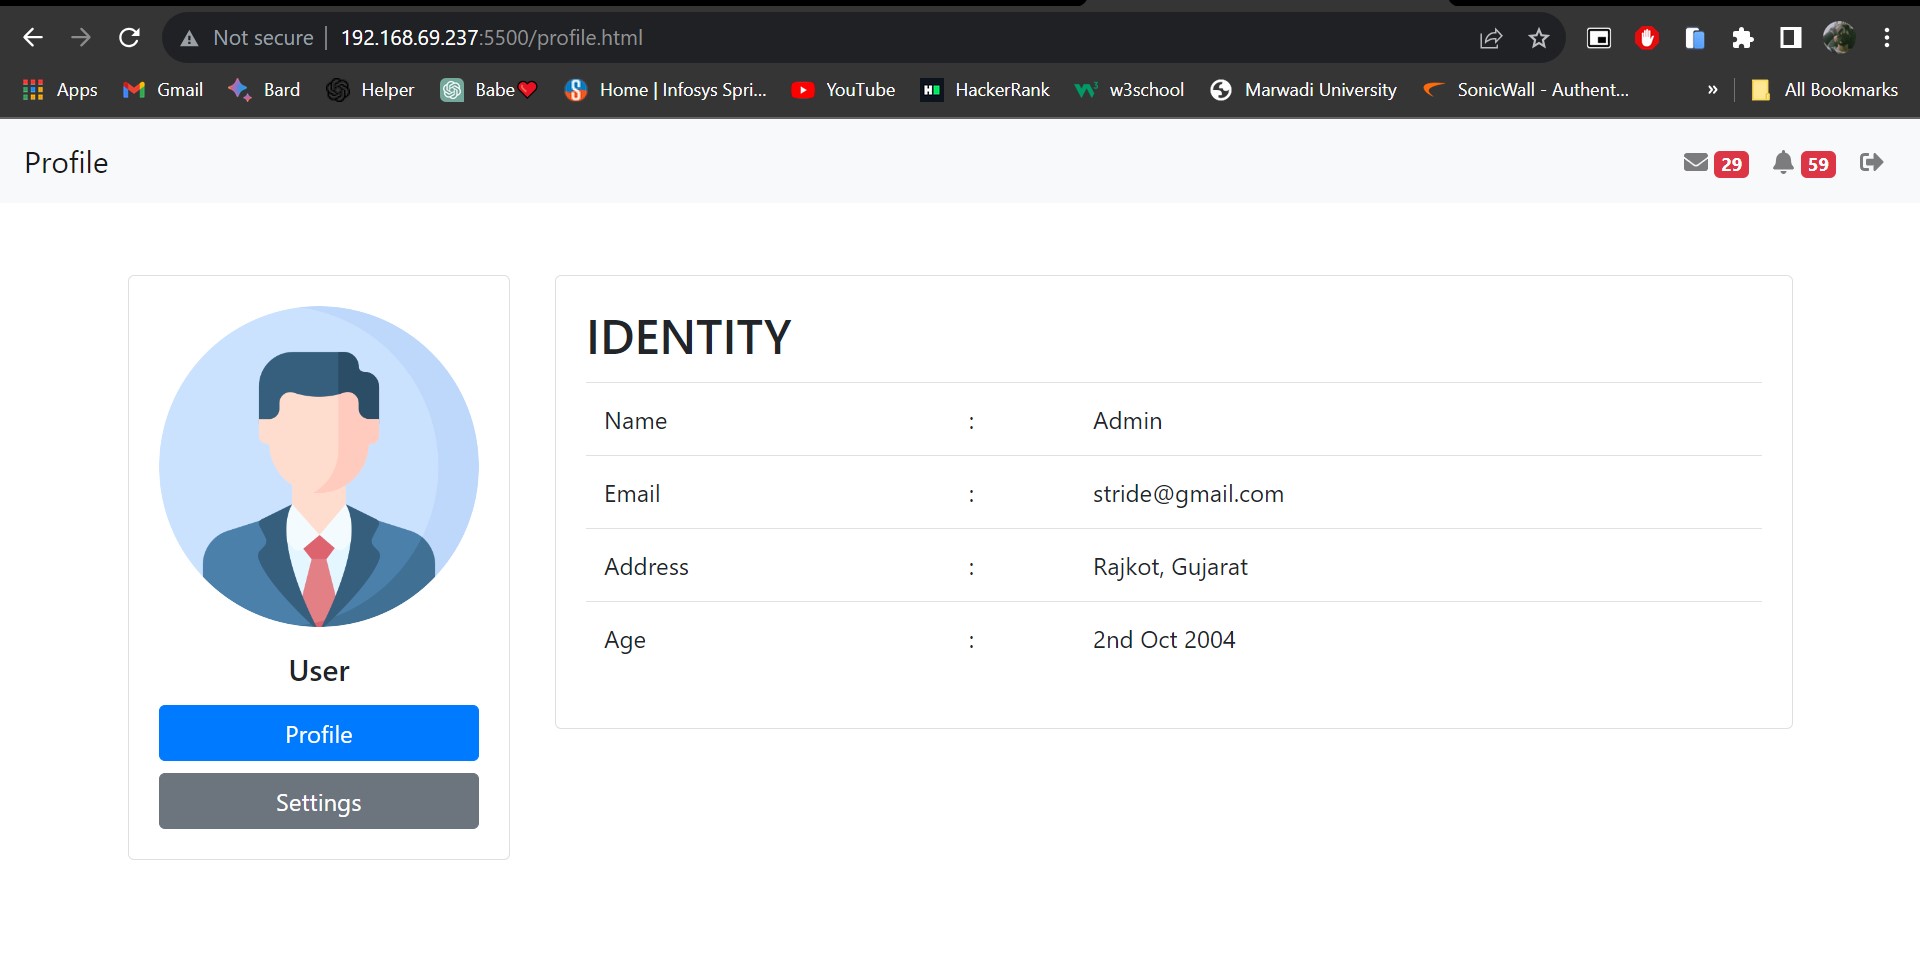 Not secure | 192.168.69.237:5500/profile.html
Apps Gmail Bard Helper Babe❤ Home | Infosys Spri... YouTube HackerRank w3school Marwadi University SonicWall - Authent... » All Bookmarks
Profile 29 59
IDENTITY
Name : Admin
Email : stride@gmail.com
Address : Rajkot, Gujarat
Age : 2nd Oct 2004
User
Profile
Settings